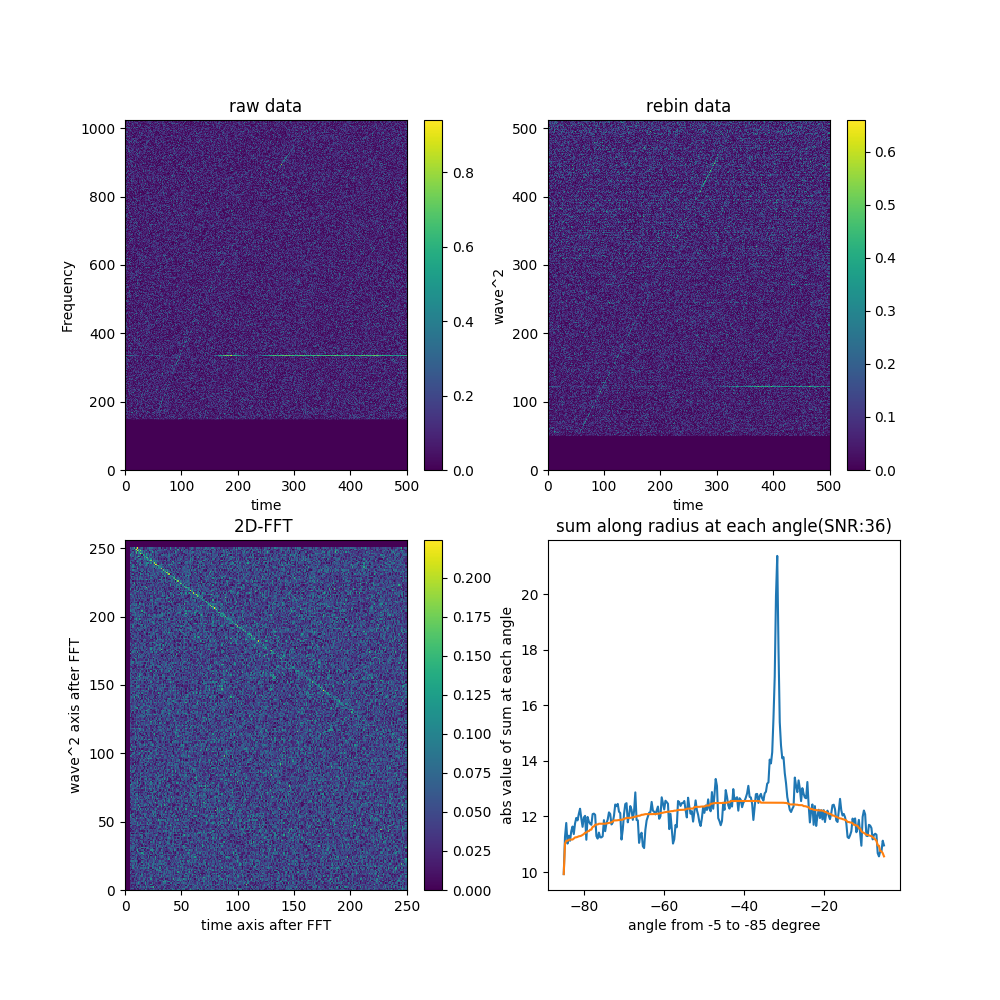 raw data
1000
800
600
400
200
0
Frequency
0 100 200 300 400 500
time
0.8
0.6
0.4
0.2
0.0
rebin data
500
400
300
200
100
0
wave^2
0 100 200 300 400 500
time
0.6
0.5
0.4
0.3
0.2
0.1
0.0
2D-FFT
250
200
150
100
50
0
wave^2 axis after FFT
0 50 100 150 200 250
time axis after FFT
0.200
0.175
0.150
0.125
0.100
0.075
0.050
0.025
0.000
sum along radius at each angle(SNR:36)
20
18
16
14
12
10
abs value of sum at each angle
−80 −60 −40 −20
angle from -5 to -85 degree